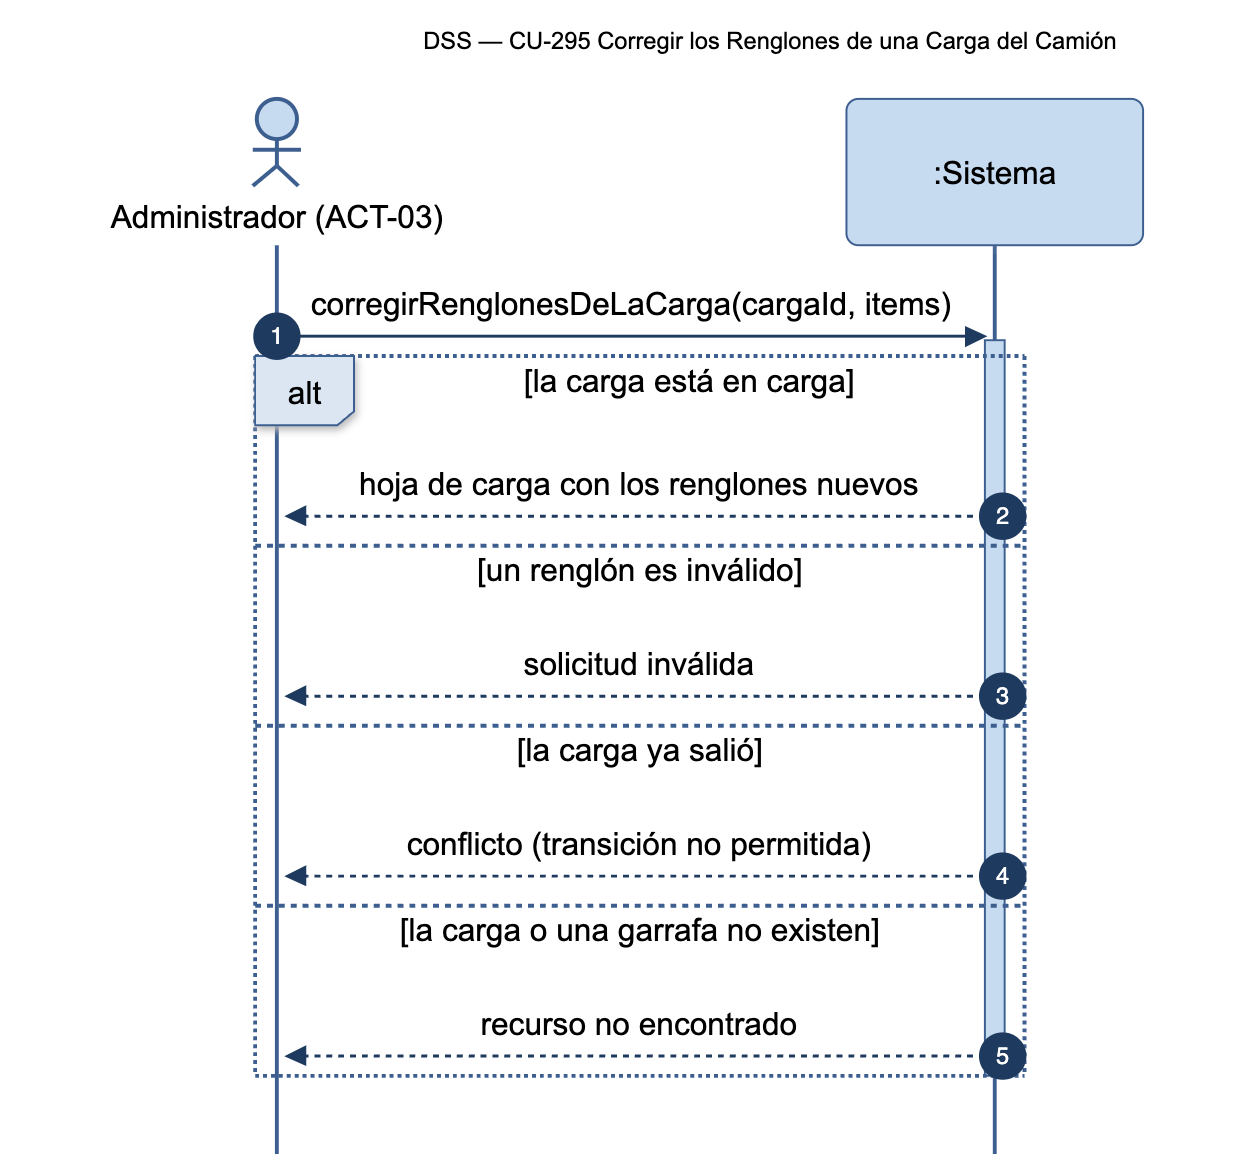 DSS — CU-295 Corregir los Renglones de una Carga del Camión
:Sistema
Administrador (ACT-03)
corregirRenglonesDeLaCarga(cargaId, items)
1
alt
[la carga está en carga]
hoja de carga con los renglones nuevos
2
[un renglón es inválido]
solicitud inválida
3
[la carga ya salió]
conflicto (transición no permitida)
4
[la carga o una garrafa no existen]
recurso no encontrado
5